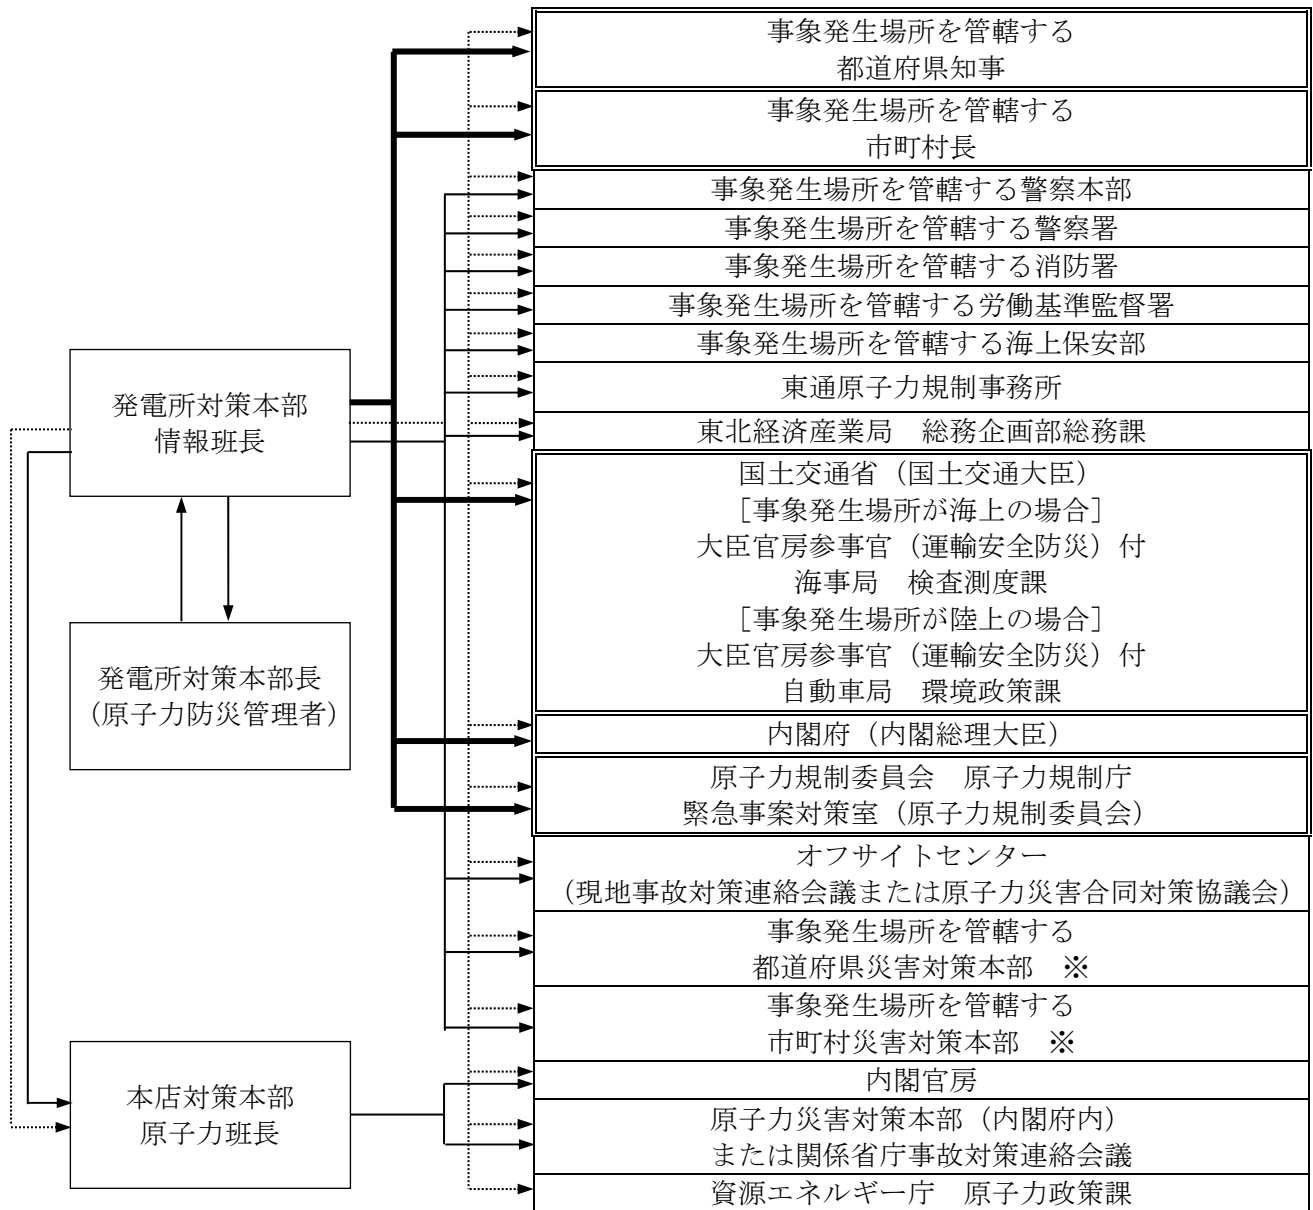 事象発生場所を管轄する
都道府県知事
事象発生場所を管轄する
市町村長
事象発生場所を管轄する警察本部
事象発生場所を管轄する警察署
事象発生場所を管轄する消防署
事象発生場所を管轄する労働基準監督署
事象発生場所を管轄する海上保安部
東通原子力規制事務所
東北経済産業局　総務企画部総務課
国土交通省（国土交通大臣）
［事象発生場所が海上の場合］
大臣官房参事官（運輸安全防災）付
海事局　検査測度課
［事象発生場所が陸上の場合］
大臣官房参事官（運輸安全防災）付
自動車局　環境政策課
内閣府（内閣総理大臣）
原子力規制委員会　原子力規制庁
緊急事案対策室（原子力規制委員会）
オフサイトセンター
（現地事故対策連絡会議または原子力災害合同対策協議会）
事象発生場所を管轄する
都道府県災害対策本部　※
事象発生場所を管轄する
市町村災害対策本部　※
内閣官房
原子力災害対策本部（内閣府内）
または関係省庁事故対策連絡会議
資源エネルギー庁　原子力政策課
発電所対策本部
情報班長
発電所対策本部長
（原子力防災管理者）
本店対策本部
原子力班長